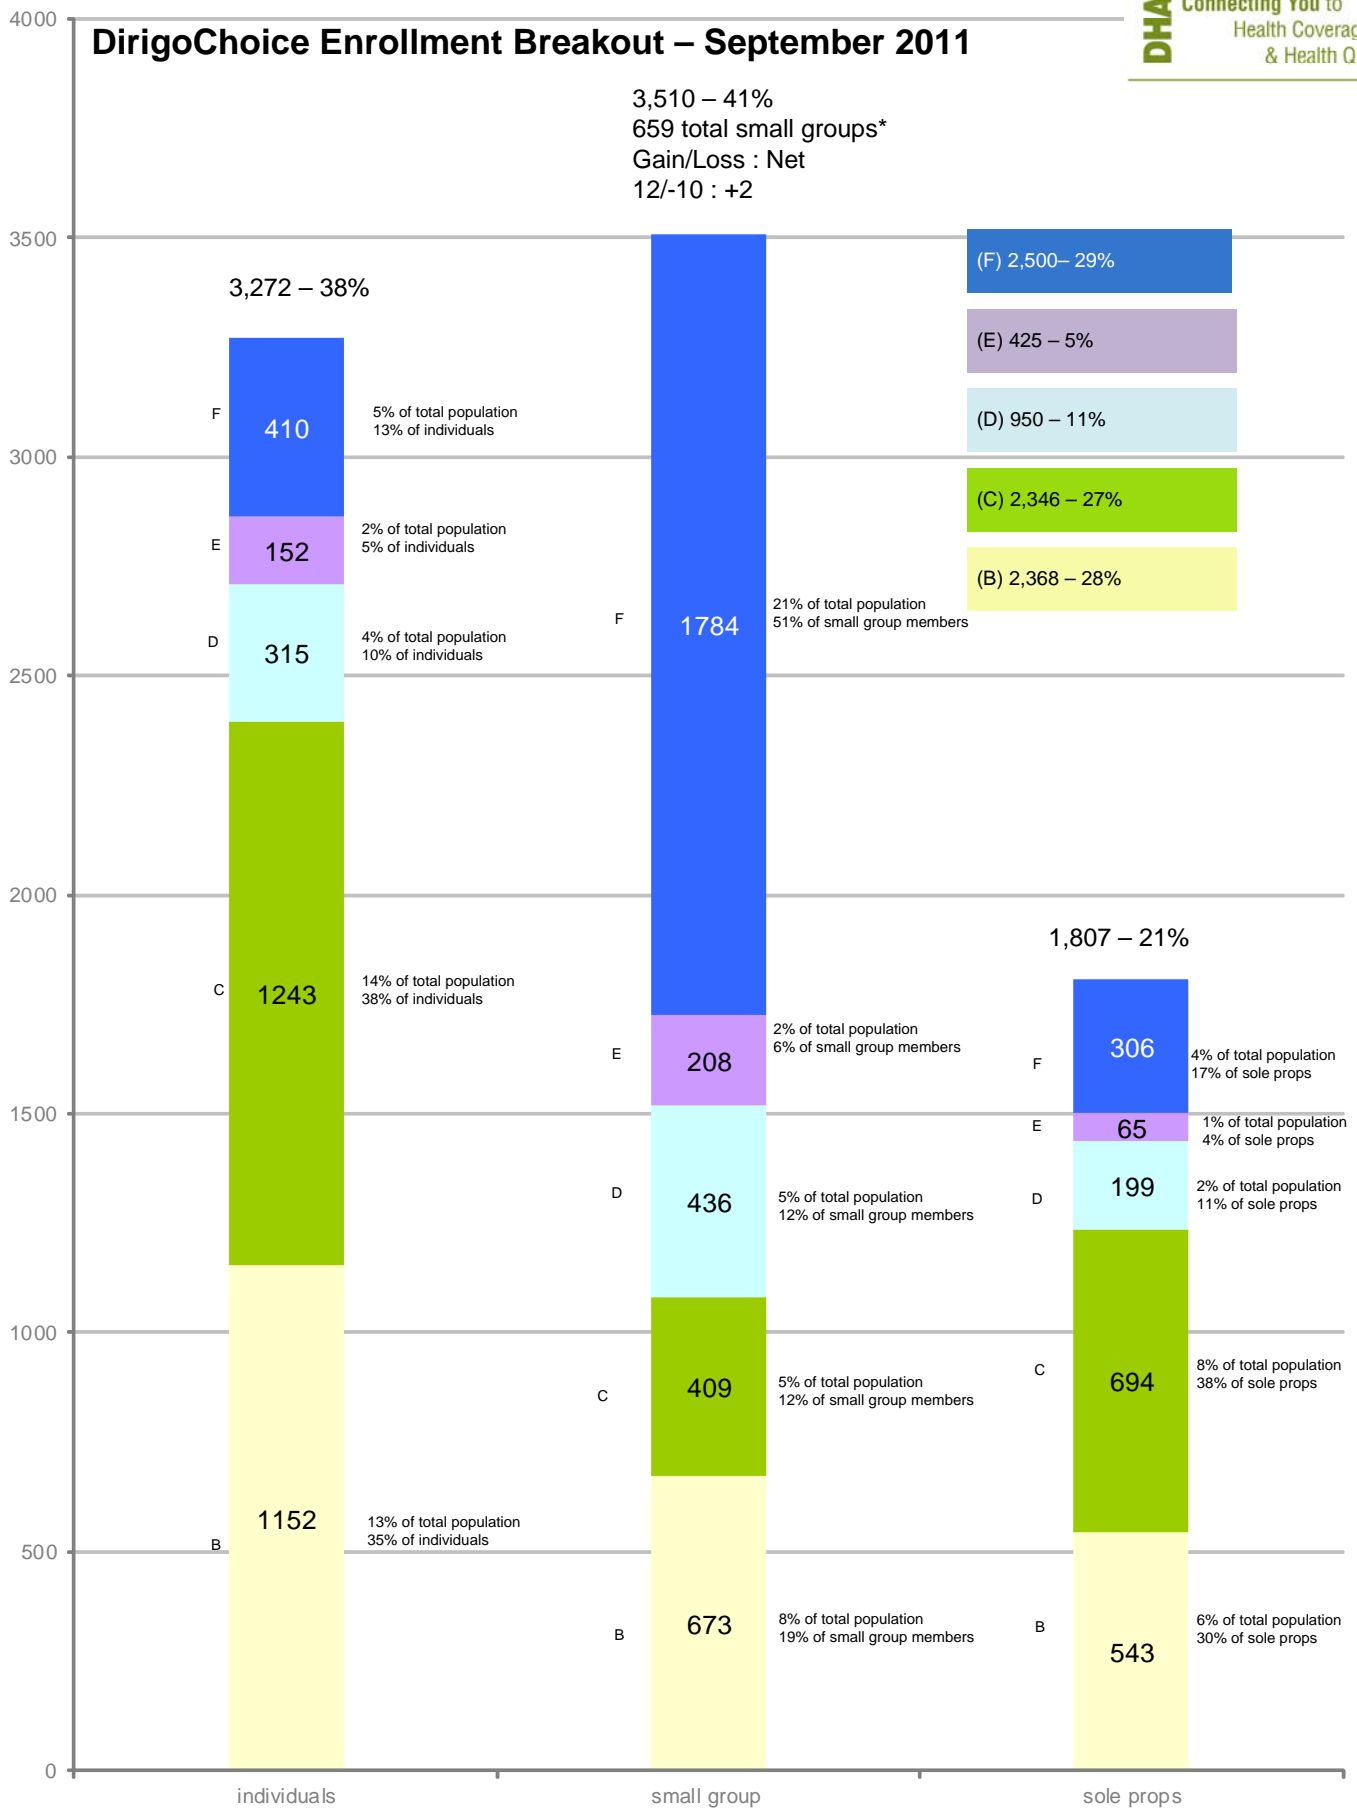 DHA
Connecting You to
Health Coverag
& Health Q
DirigoChoice Enrollment Breakout – September 2011
3,510 – 41%
659 total small groups*
Gain/Loss : Net
12/-10 : +2
3,272 – 38%
1,807 – 21%
(F) 2,500– 29%
(E) 425 – 5%
(D) 950 – 11%
(C) 2,346 – 27%
(B) 2,368 – 28%
4000
3500
3000
2500
2000
1500
1000
500
0
F
410
5% of total population
13% of individuals
E
152
2% of total population
5% of individuals
D
315
4% of total population
10% of individuals
C
1243
14% of total population
38% of individuals
B
1152
13% of total population
35% of individuals
F
1784
21% of total population
51% of small group members
E
208
2% of total population
6% of small group members
D
436
5% of total population
12% of small group members
C
409
5% of total population
12% of small group members
B
673
8% of total population
19% of small group members
F
306
4% of total population
17% of sole props
E
65
1% of total population
4% of sole props
D
199
2% of total population
11% of sole props
C
694
8% of total population
38% of sole props
B
543
6% of total population
30% of sole props
individuals
small group
sole props